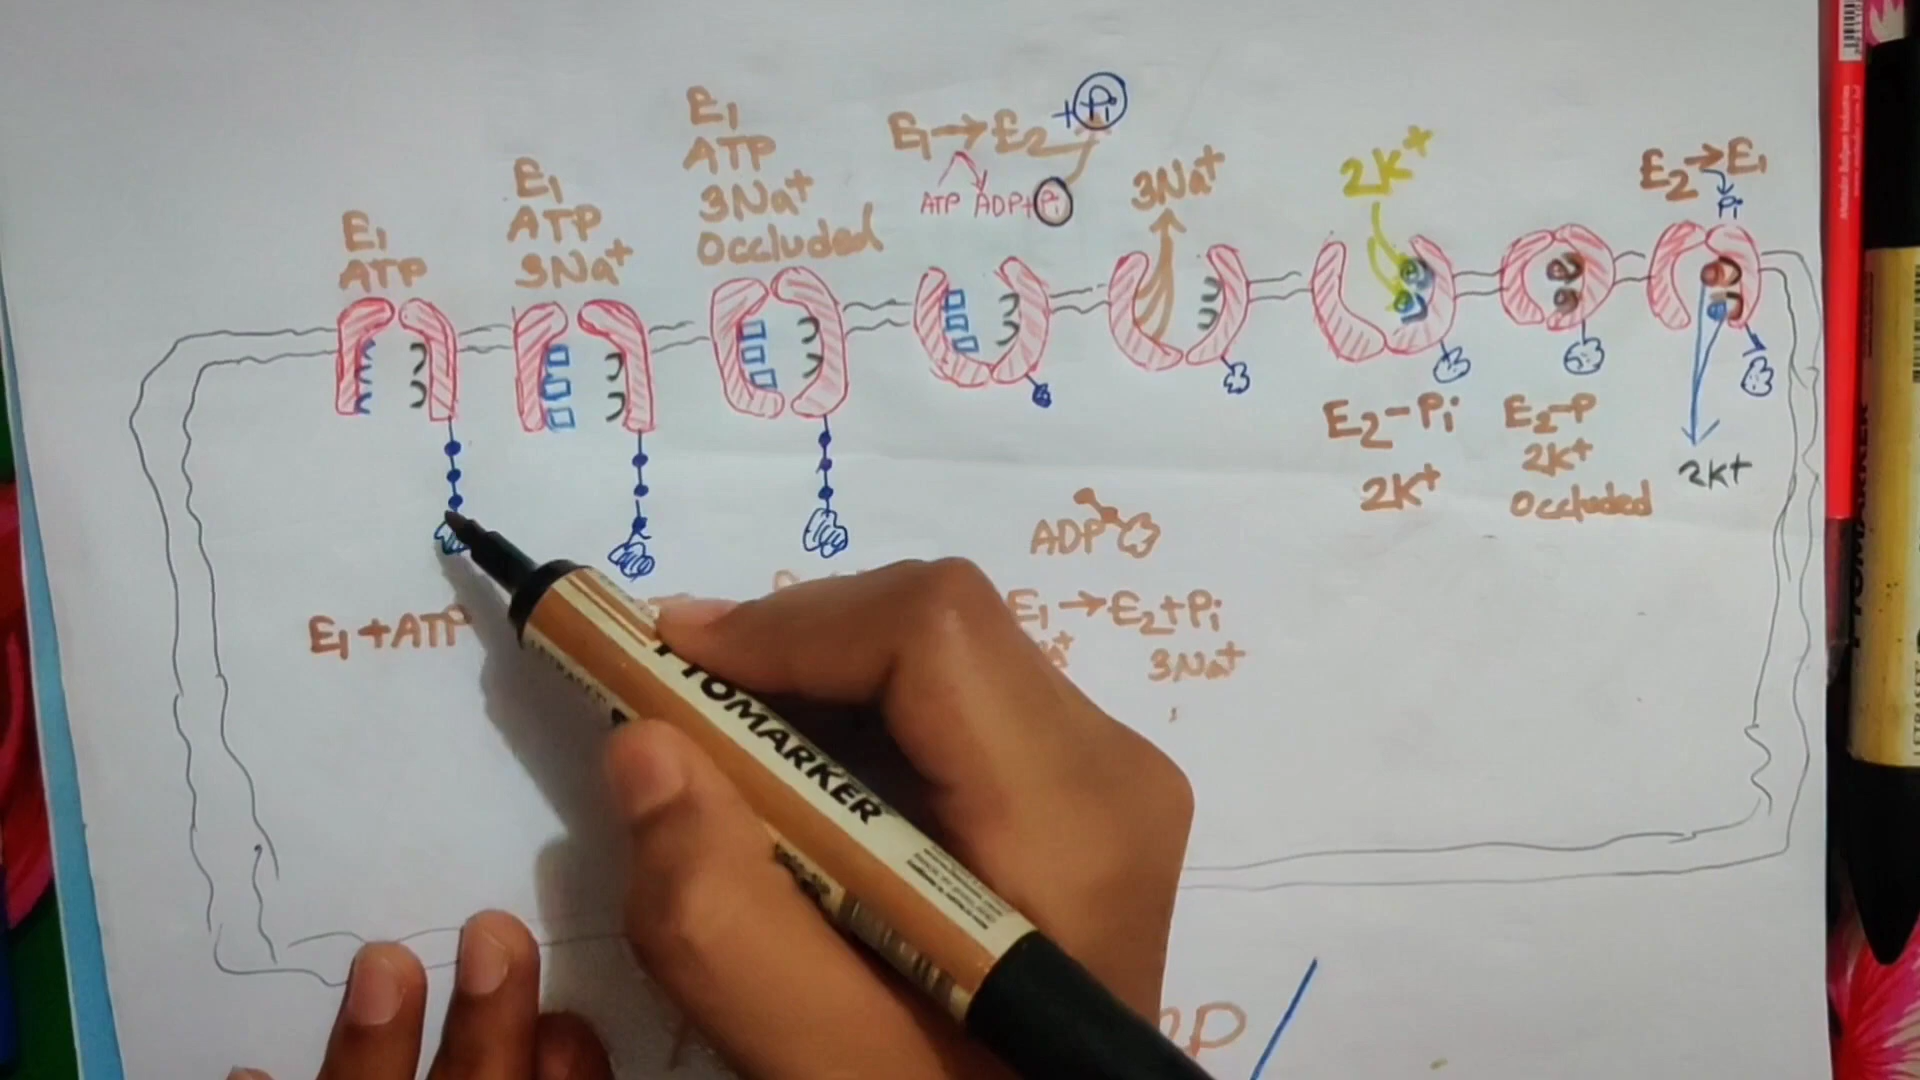 E1
ATP
E1
ATP
3Na+
E1
ATP
3Na+
Occluded
E1→E2 + Pi
ATP ADP+Pi
3Na+
2K+
E2→E1
Pi
E2-Pi
2K+
E2-P
2K+
Occluded
2K+
ADP
E1+ATP
E1→E2+Pi
3Na+
PROMARKER